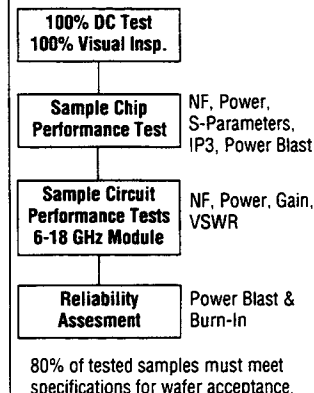 100% DC Test
100% Visual Insp.
Sample Chip
Performance Test
NF, Power,
S-Parameters,
IP3, Power Blast
Sample Circuit
Performance Tests
6-18 GHz Module
NF, Power, Gain,
VSWR
Reliability
Assesment
Power Blast &
Burn-In
80% of tested samples must meet
specifications for wafer acceptance.